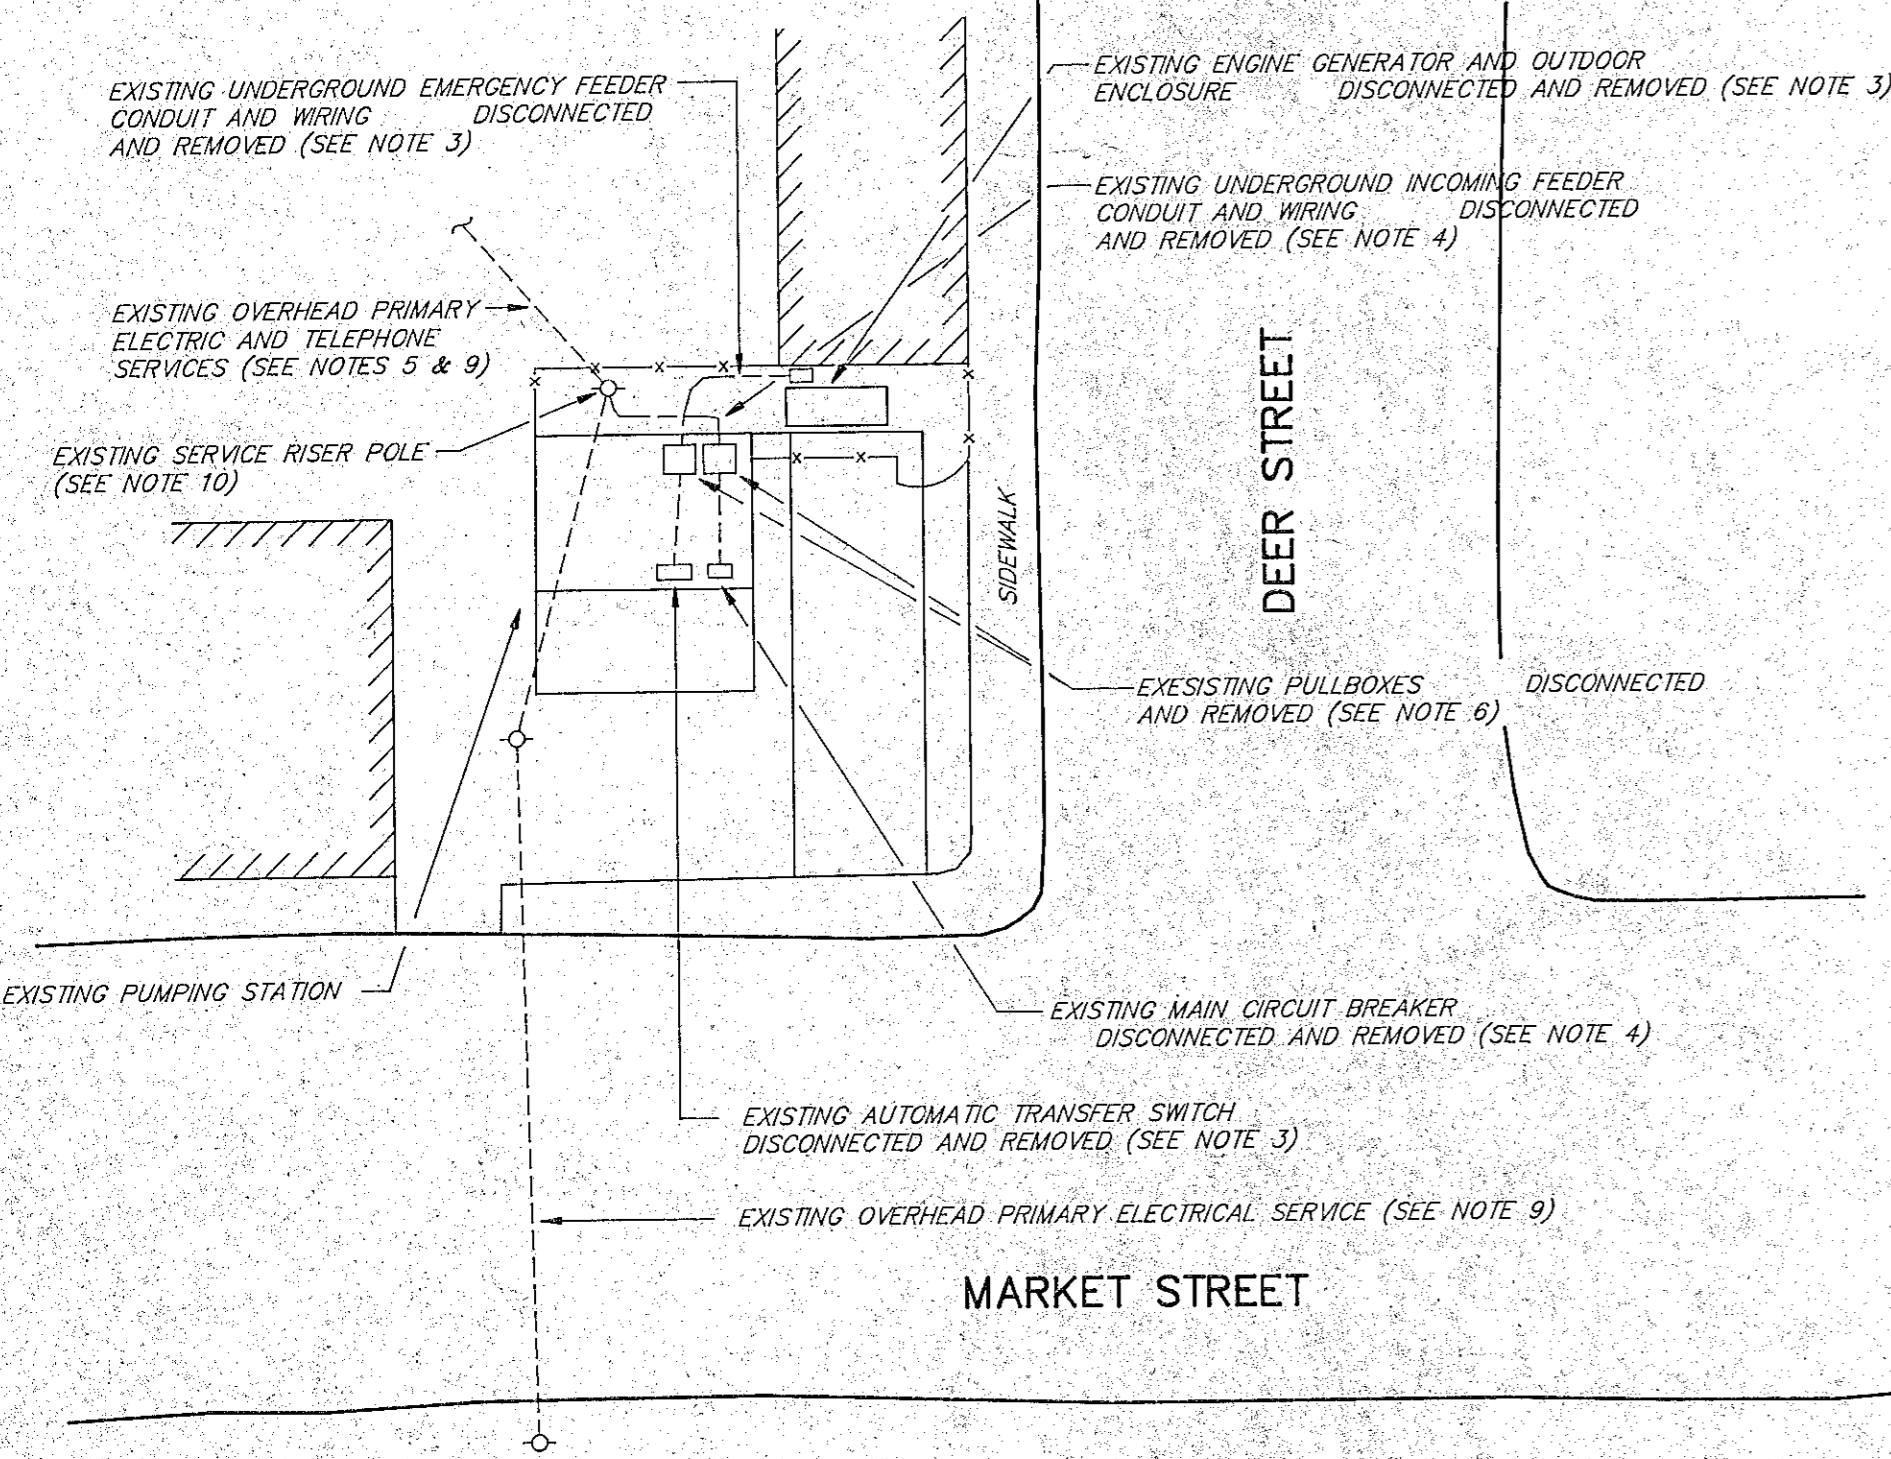 EXISTING UNDERGROUND EMERGENCY FEEDER
CONDUIT AND WIRING DISCONNECTED
AND REMOVED (SEE NOTE 3)
EXISTING ENGINE GENERATOR AND OUTDOOR
ENCLOSURE DISCONNECTED AND REMOVED (SEE NOTE 3)
EXISTING UNDERGROUND INCOMING FEEDER
CONDUIT AND WIRING DISCONNECTED
AND REMOVED (SEE NOTE 4)
EXISTING OVERHEAD PRIMARY
ELECTRIC AND TELEPHONE
SERVICES (SEE NOTES 5 & 9)
EXISTING SERVICE RISER POLE
(SEE NOTE 10)
SIDEWALK
DEER STREET
EXESISTING PULLBOXES DISCONNECTED
AND REMOVED (SEE NOTE 6)
EXISTING PUMPING STATION
EXISTING MAIN CIRCUIT BREAKER
DISCONNECTED AND REMOVED (SEE NOTE 4)
EXISTING AUTOMATIC TRANSFER SWITCH
DISCONNECTED AND REMOVED (SEE NOTE 3)
EXISTING OVERHEAD PRIMARY ELECTRICAL SERVICE (SEE NOTE 9)
MARKET STREET